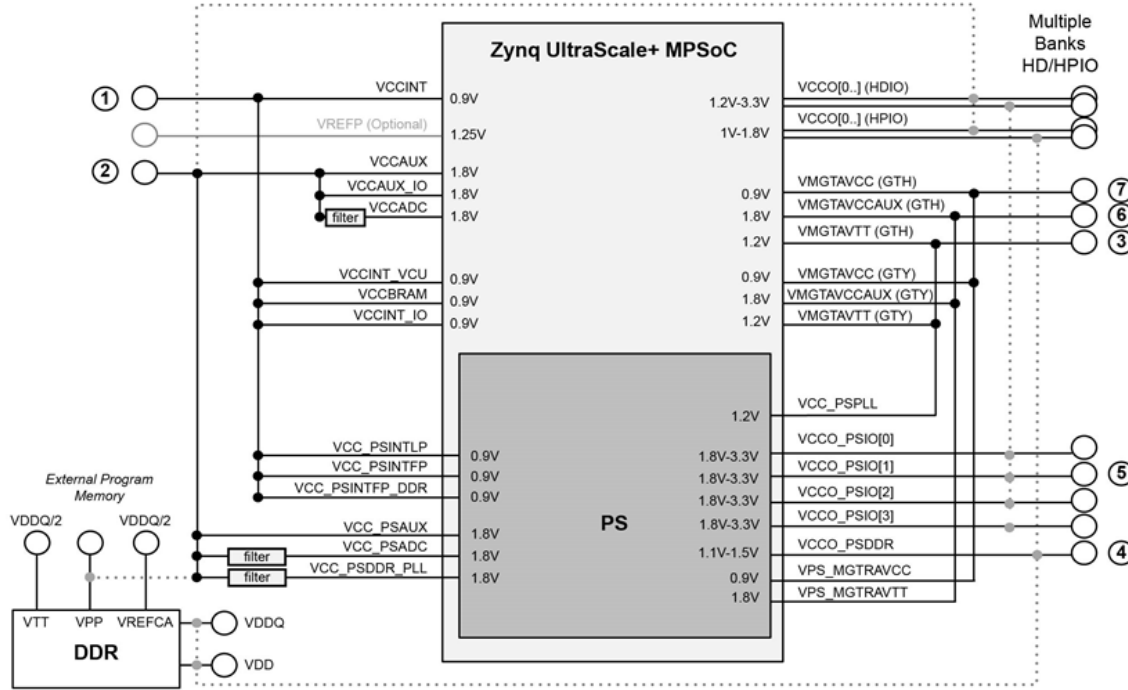 Zynq UltraScale+ MPSoC
Multiple
Banks
HD/HPIO
1
VCCINT
0.9V
VREFP (Optional)
1.25V
2
VCCAUX
1.8V
VCCAUX_IO
1.8V
VCCADC
filter
1.8V
VCCINT_VCU
0.9V
VCCBRAM
0.9V
VCCINT_IO
0.9V
1.2V-3.3V
VCCO[0..] (HDIO)
1V-1.8V
VCCO[0..] (HPIO)
0.9V
VMGTAVCC (GTH)
7
1.8V
VMGTAVCCAUX (GTH)
6
1.2V
VMGTAVTT (GTH)
3
0.9V
VMGTAVCC (GTY)
1.8V
VMGTAVCCAUX (GTY)
1.2V
VMGTAVTT (GTY)
PS
VCC_PSINTLP
0.9V
VCC_PSINTFP
0.9V
VCC_PSINTFP_DDR
0.9V
VCC_PSAUX
1.8V
VCC_PSADC
filter
1.8V
VCC_PSDDR_PLL
filter
1.8V
1.2V
VCC_PSPLL
1.8V-3.3V
VCCO_PSIO[0]
1.8V-3.3V
VCCO_PSIO[1]
5
1.8V-3.3V
VCCO_PSIO[2]
1.8V-3.3V
VCCO_PSIO[3]
1.1V-1.5V
VCCO_PSDDR
4
0.9V
VPS_MGTRAVCC
1.8V
VPS_MGTRAVTT
External Program
Memory
VDDQ/2
VDDQ/2
VTT
VPP
VREFCA
DDR
VDDQ
VDD